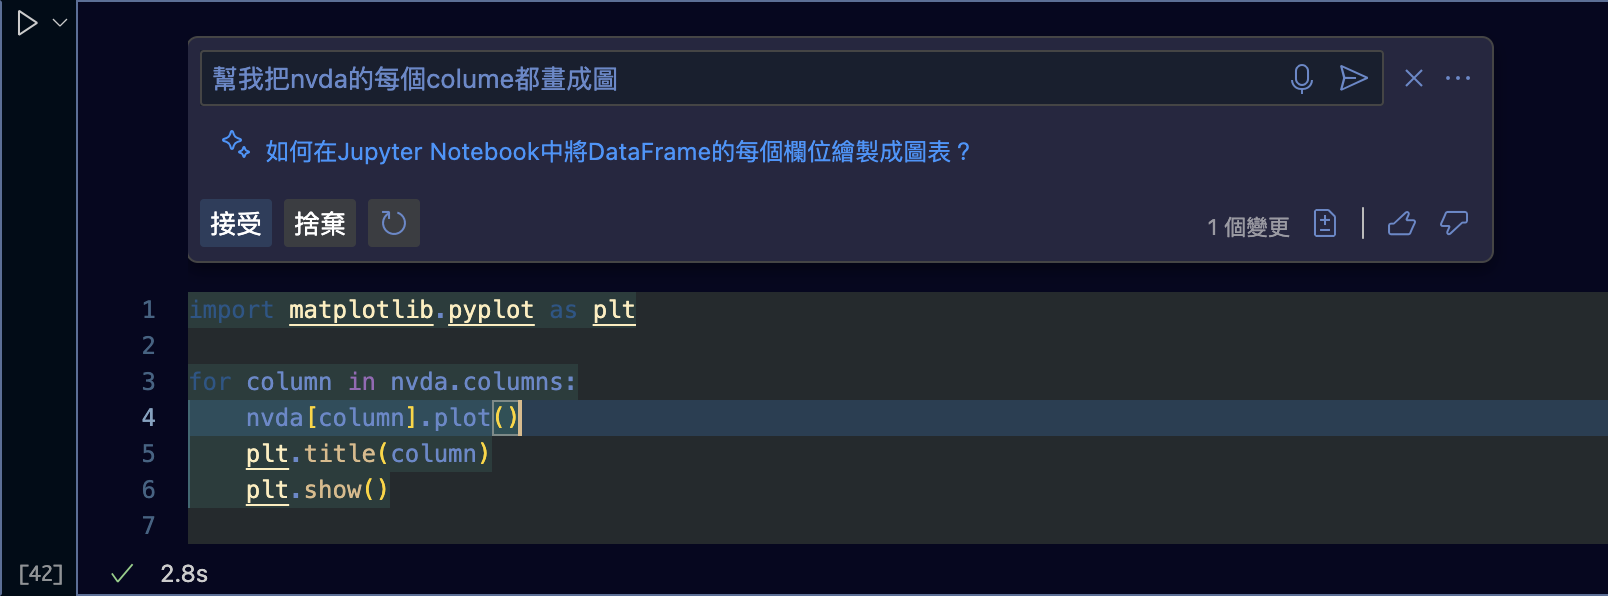 幫我把nvda的每個colume都畫成圖
如何在Jupyter Notebook中將DataFrame的每個欄位繪製成圖表？
接受 捨棄 1 個變更
1 import matplotlib.pyplot as plt
2
3 for column in nvda.columns:
4     nvda[column].plot()
5     plt.title(column)
6     plt.show()
7
[42] 2.8s